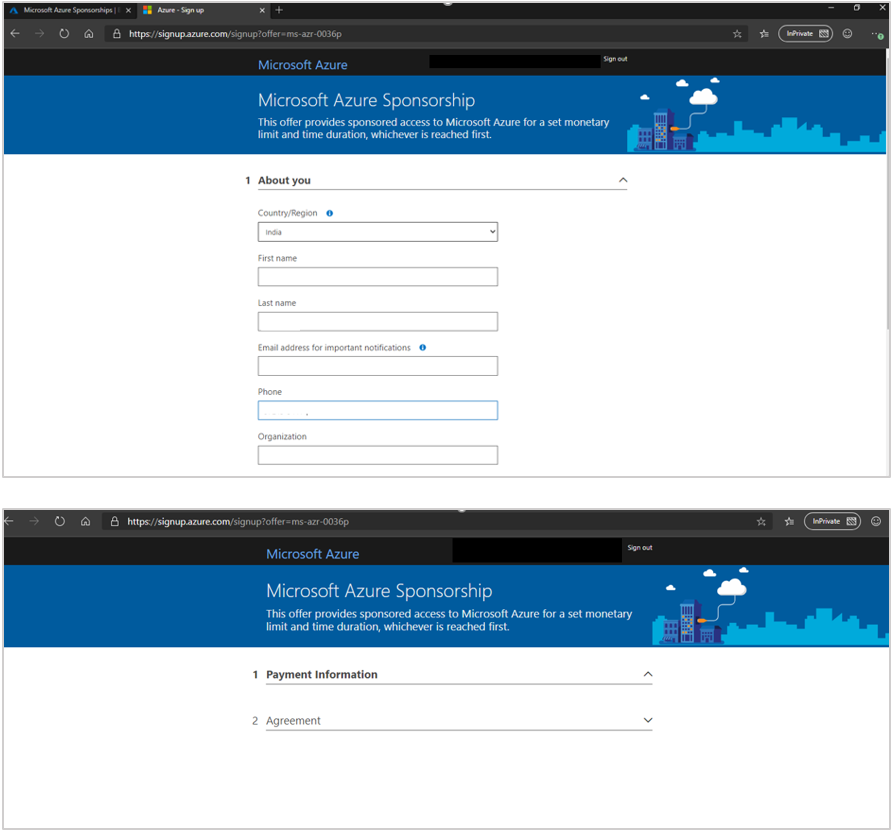 Microsoft Azure Sponsorships |
Azure - Sign up
https://signup.azure.com/signup?offer=ms-azr-0036p
InPrivate
Microsoft Azure
Sign out
Microsoft Azure Sponsorship
This offer provides sponsored access to Microsoft Azure for a set monetary
limit and time duration, whichever is reached first.
1 About you
Country/Region
India
First name
Last name
Email address for important notifications
Phone
Organization
https://signup.azure.com/signup?offer=ms-azr-0036p
InPrivate
Microsoft Azure
Sign out
Microsoft Azure Sponsorship
This offer provides sponsored access to Microsoft Azure for a set monetary
limit and time duration, whichever is reached first.
1 Payment Information
2 Agreement